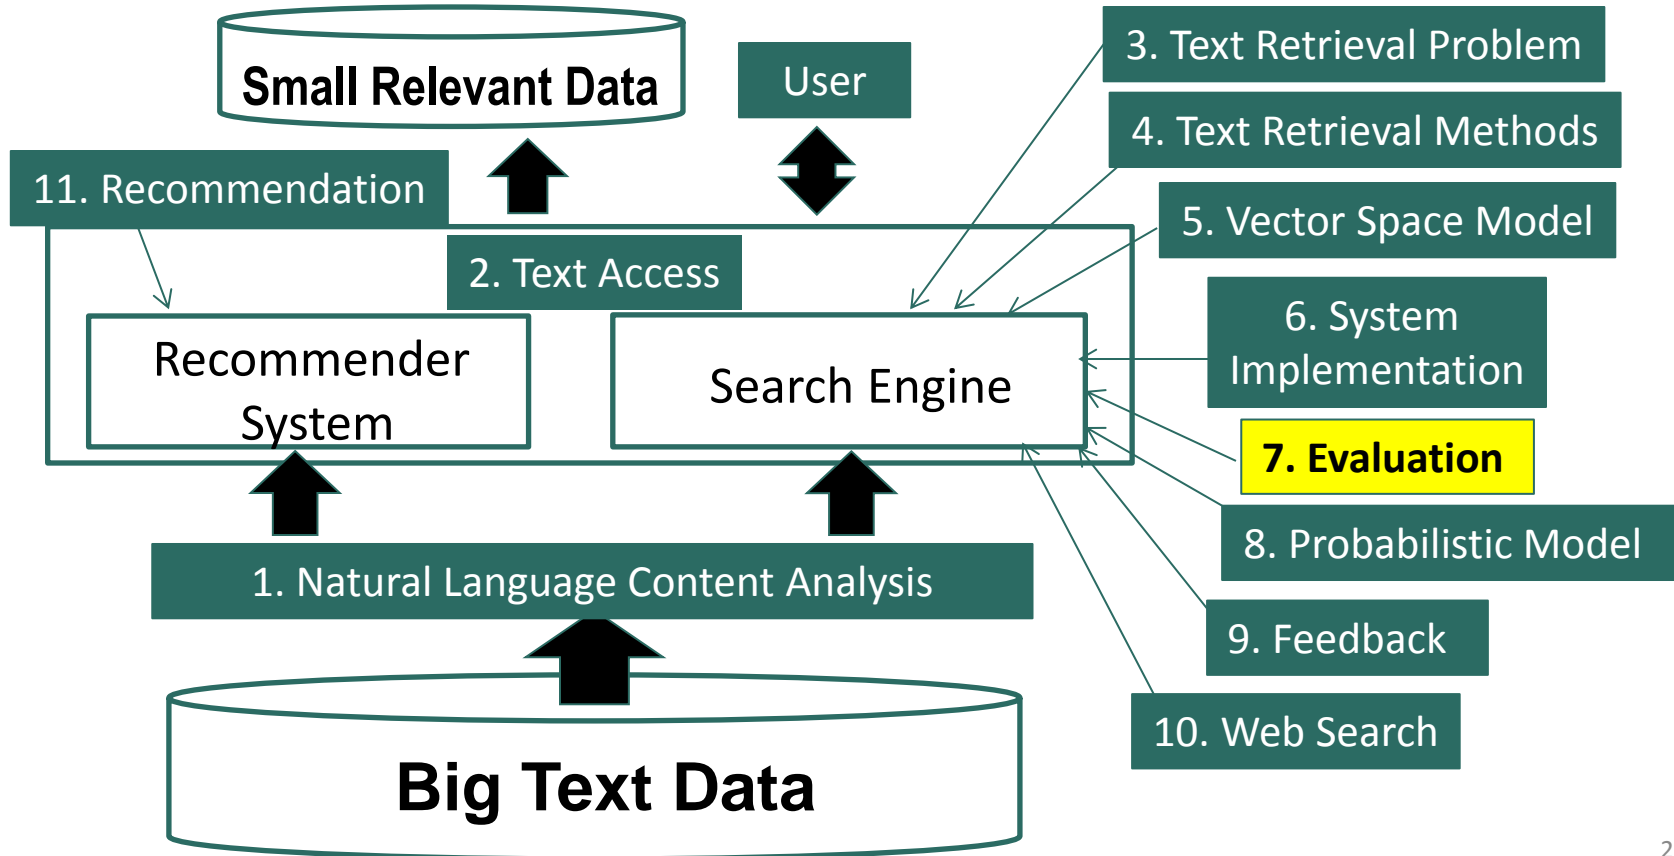 Small Relevant Data
User
3. Text Retrieval Problem
4. Text Retrieval Methods
11. Recommendation
5. Vector Space Model
2. Text Access
6. System
Implementation
Recommender
System
Search Engine
7. Evaluation
8. Probabilistic Model
1. Natural Language Content Analysis
9. Feedback
10. Web Search
Big Text Data
2